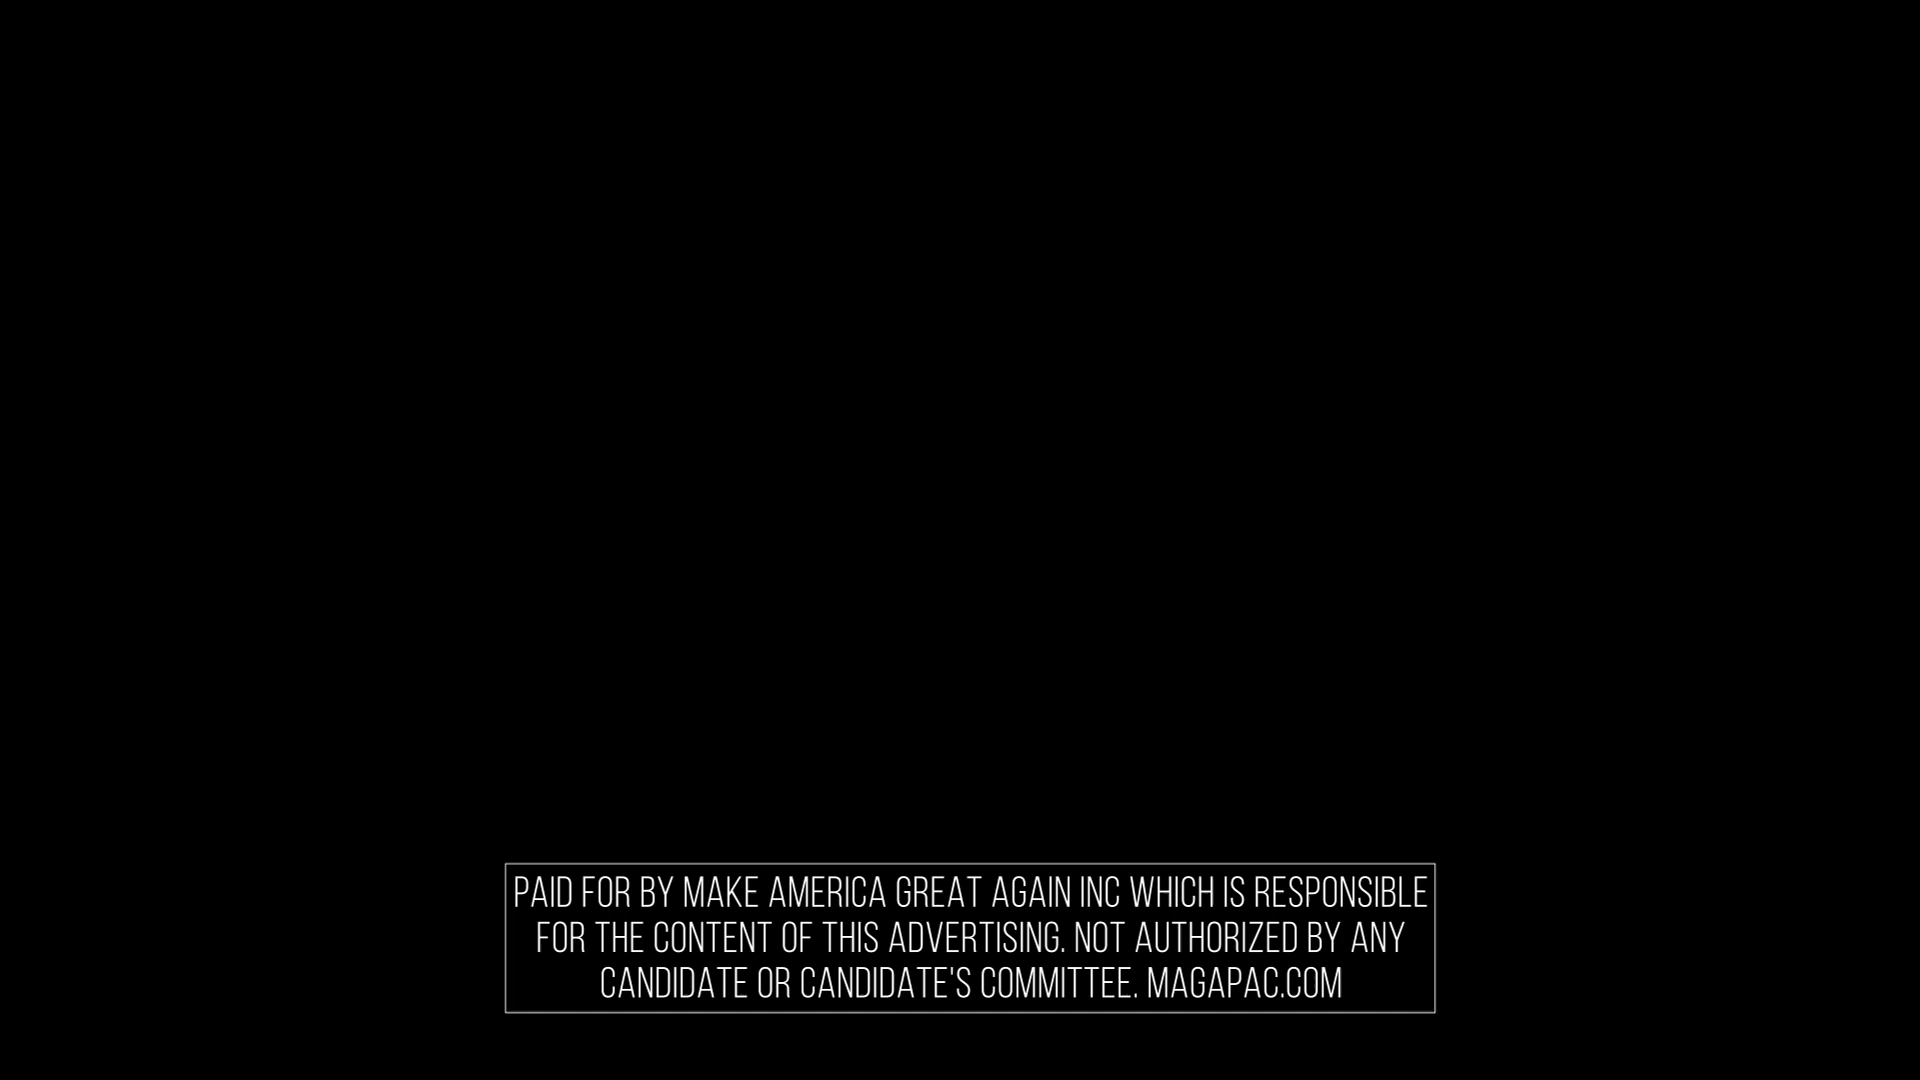 PAID FOR BY MAKE AMERICA GREAT AGAIN INC WHICH IS RESPONSIBLE
FOR THE CONTENT OF THIS ADVERTISING. NOT AUTHORIZED BY ANY
CANDIDATE OR CANDIDATE'S COMMITTEE. MAGAPAC.COM